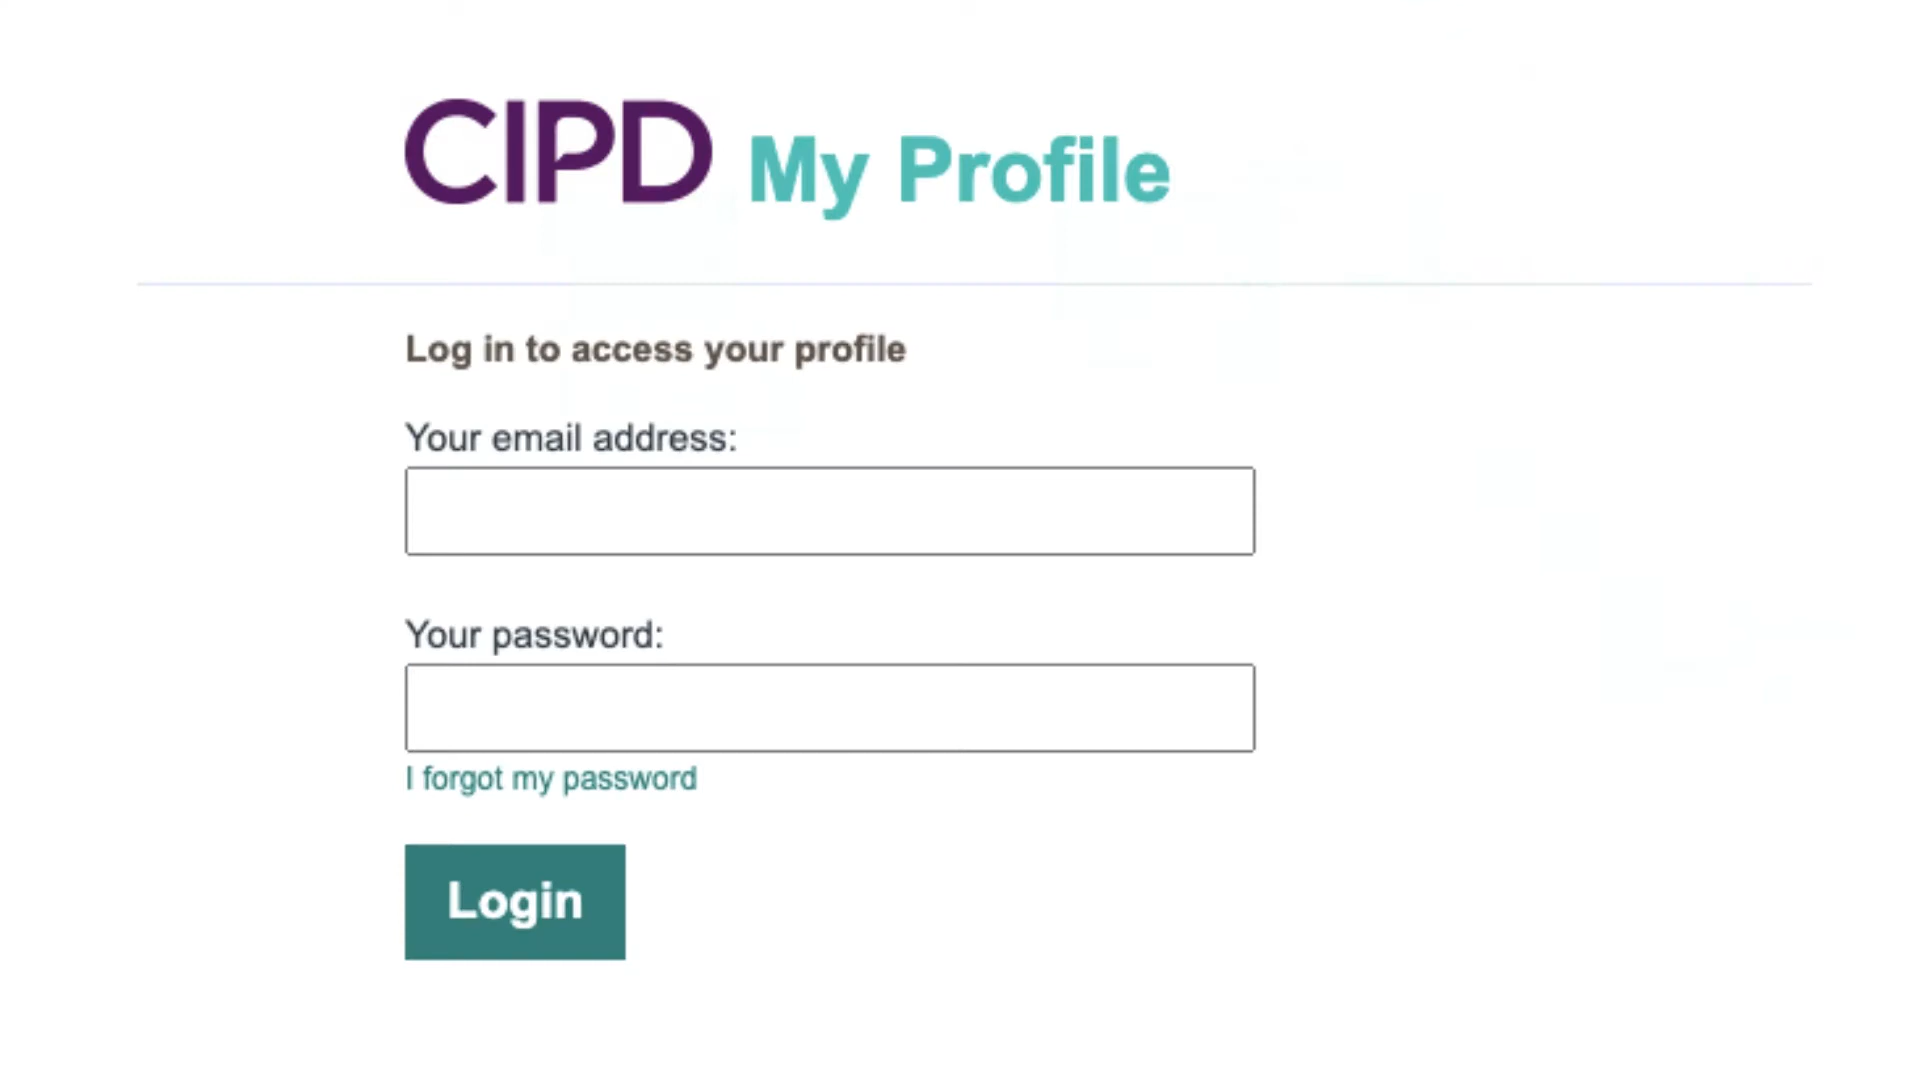 CIPD My Profile
Log in to access your profile
Your email address:
Your password:
I forgot my password
Login